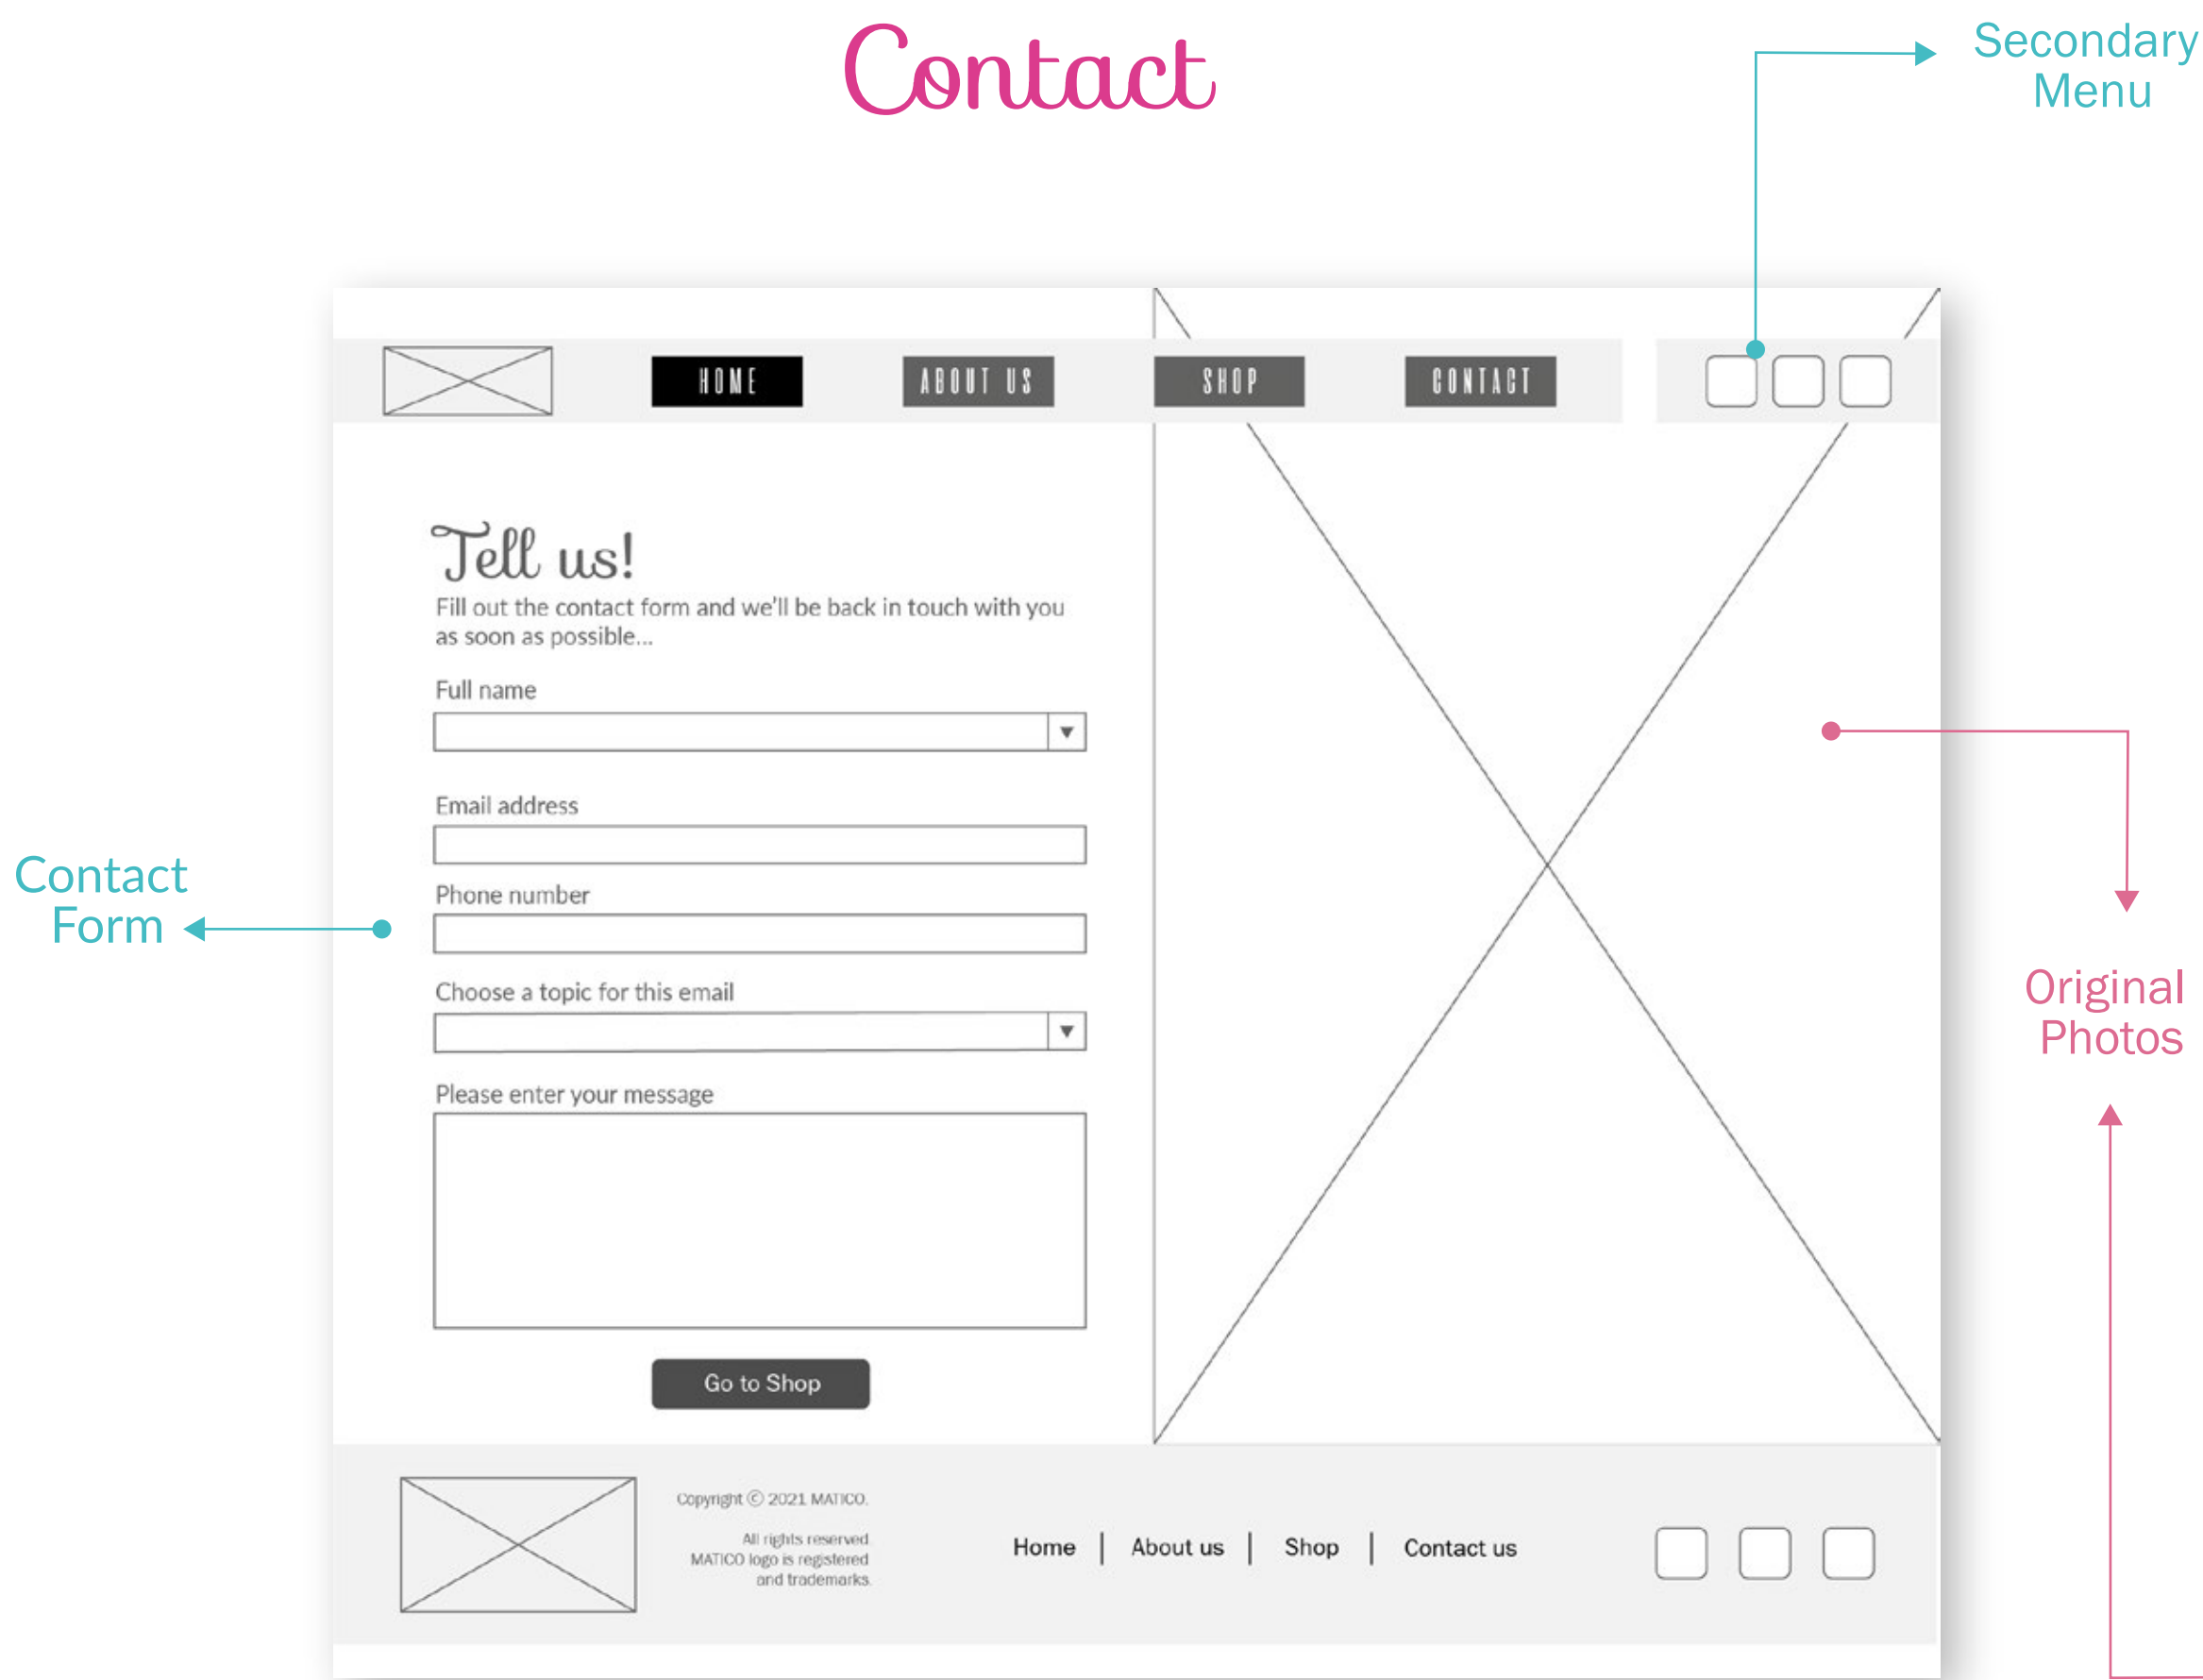 Contact
Secondary
Menu
HOME
ABOUT US
SHOP
CONTACT
Tell us!
Fill out the contact form and we'll be back in touch with you
as soon as possible...
Full name
Email address
Contact
Form
Phone number
Choose a topic for this email
Original
Photos
Please enter your message
Go to Shop
Copyright © 2021 MATICO.
All rights reserved
MATICO logo is registered
and trademarks.
Home | About us | Shop | Contact us